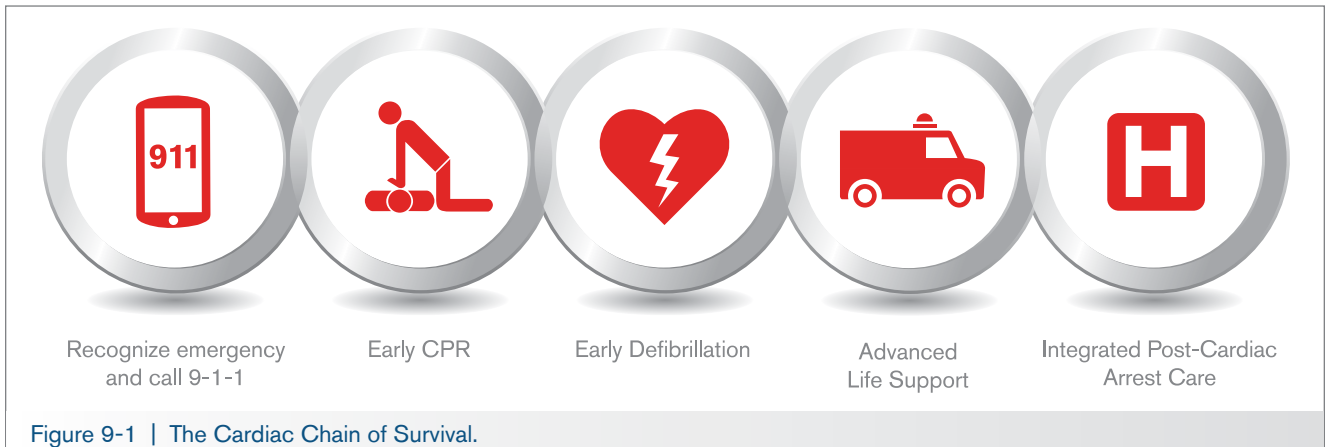 911
H
Recognize emergency
and call 9-1-1
Early CPR
Early Defibrillation
Advanced
Life Support
Integrated Post-Cardiac
Arrest Care
Figure 9-1 | The Cardiac Chain of Survival.